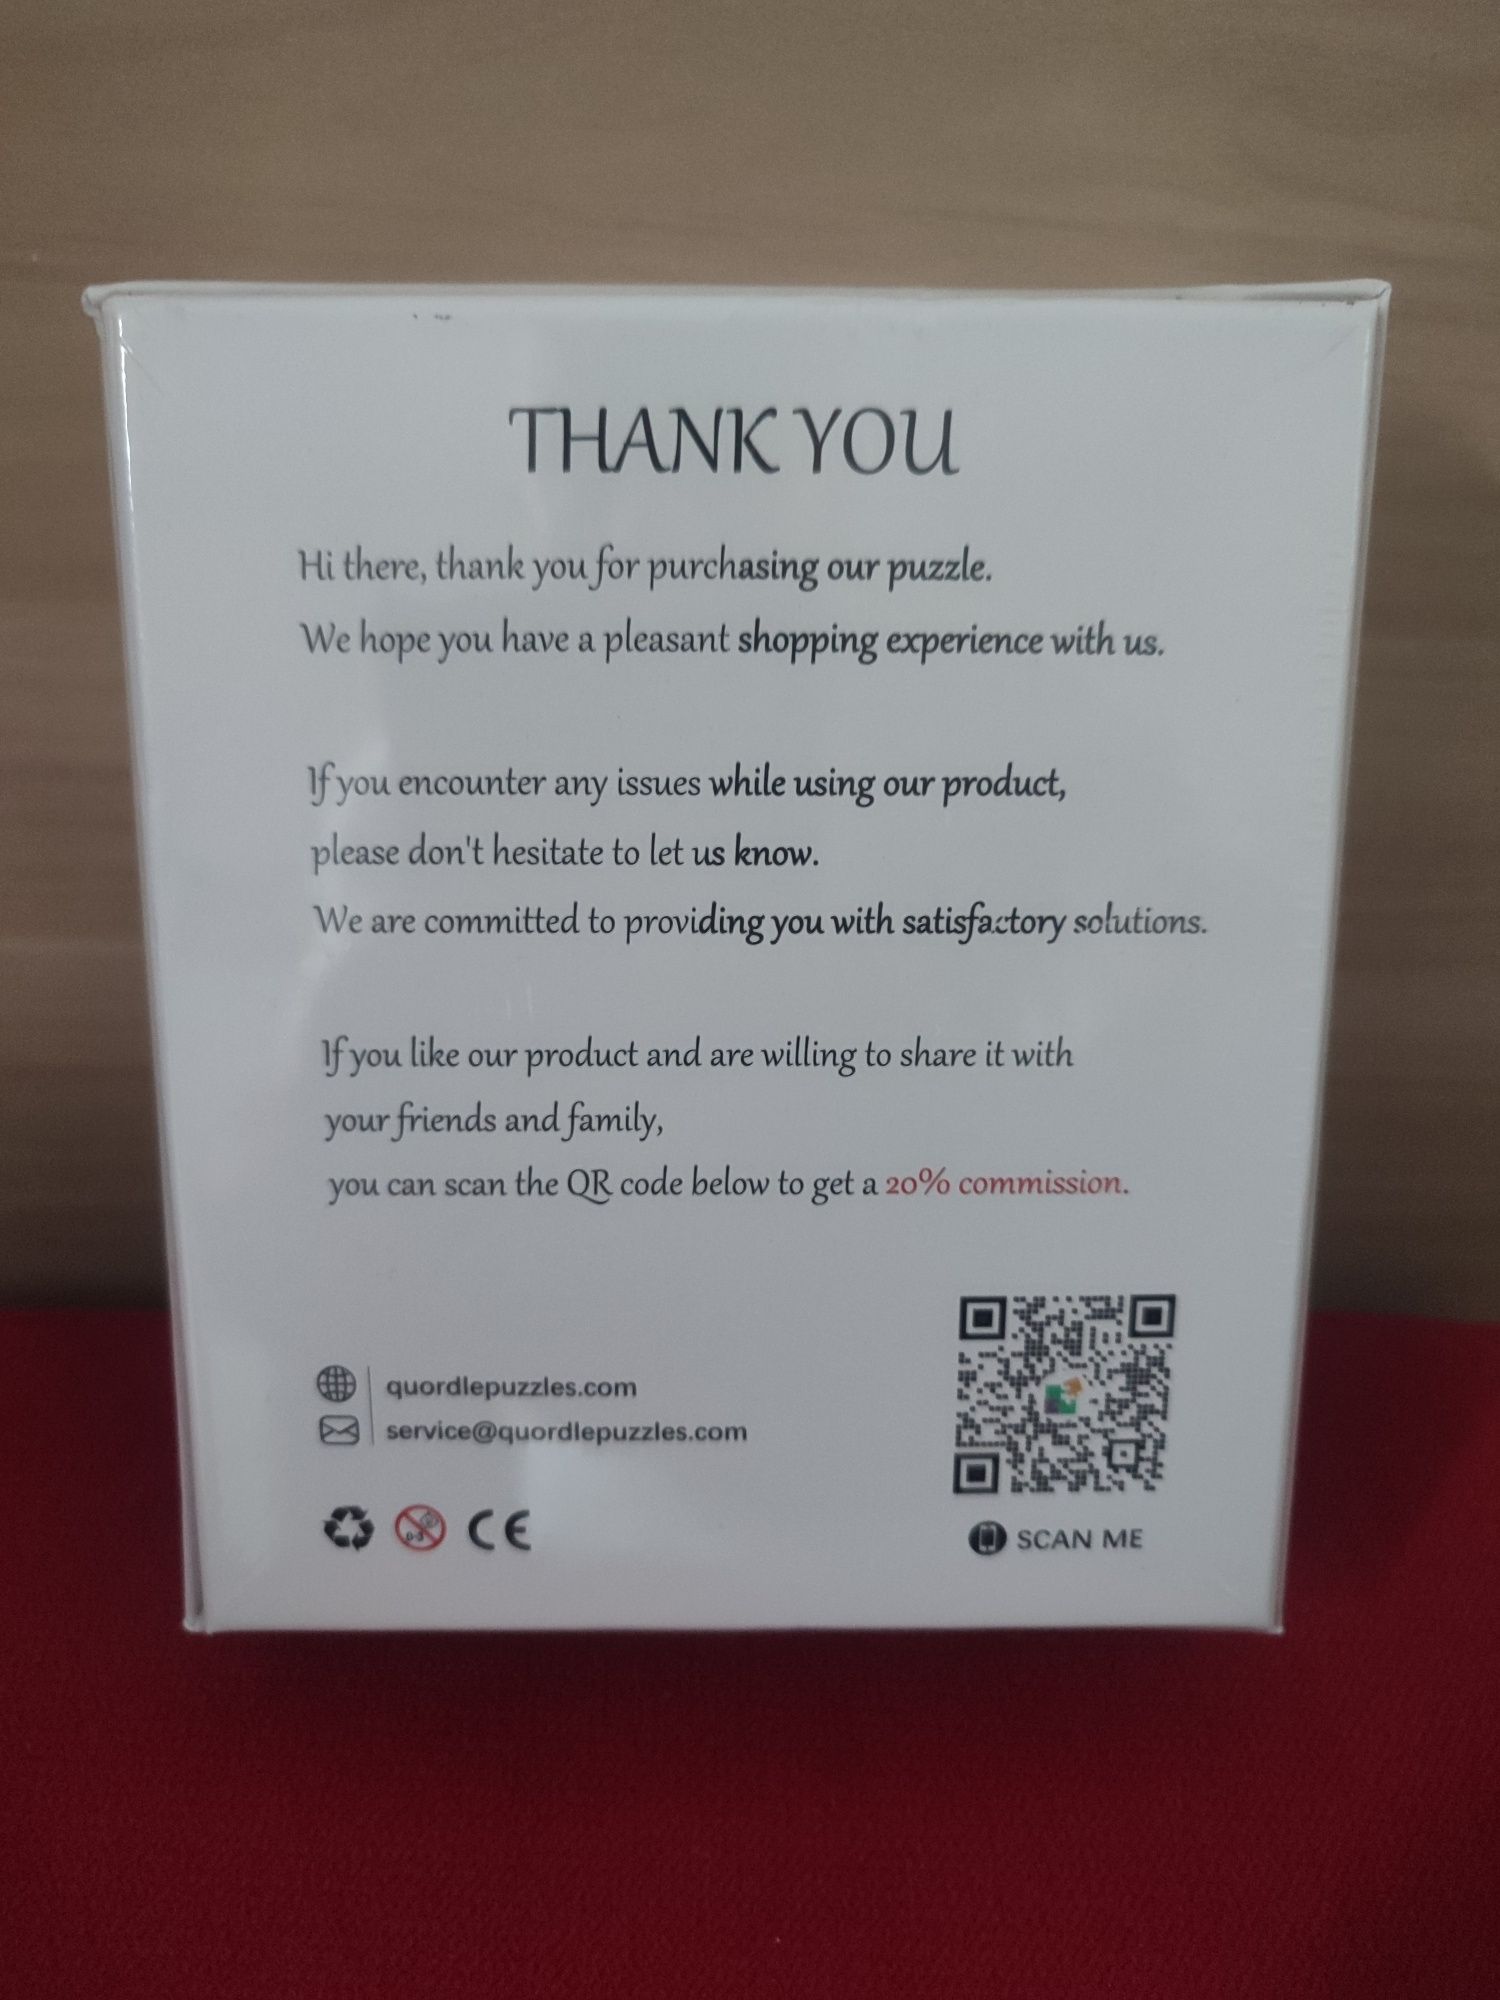 THANK YOU
Hi there, thank you for purchasing our puzzle.
We hope you have a pleasant shopping experience with us.
If you encounter any issues while using our product,
please don't hesitate to let us know.
We are committed to providing you with satisfactory solutions.
If you like our product and are willing to share it with
your friends and family,
you can scan the QR code below to get a 20% commission.
quordlepuzzles.com
service@quordlepuzzles.com
0-3
CE
SCAN ME